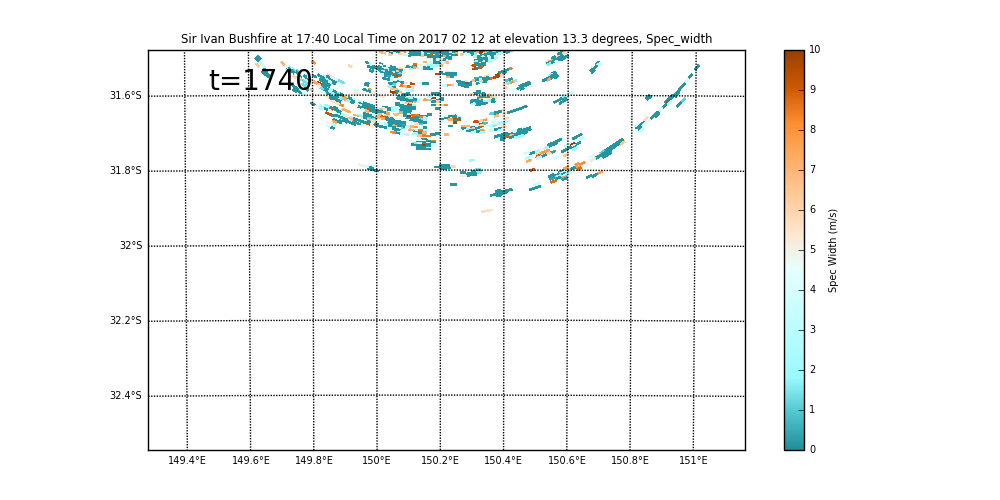 Sir Ivan Bushfire at 17:40 Local Time on 2017 02 12 at elevation 13.3 degrees, Spec_width
t=1740
31.6°S
31.8°S
32°S
32.2°S
32.4°S
149.4°E 149.6°E 149.8°E 150°E 150.2°E 150.4°E 150.6°E 150.8°E 151°E
10
9
8
7
6
5
4
3
2
1
0
Spec Width (m/s)